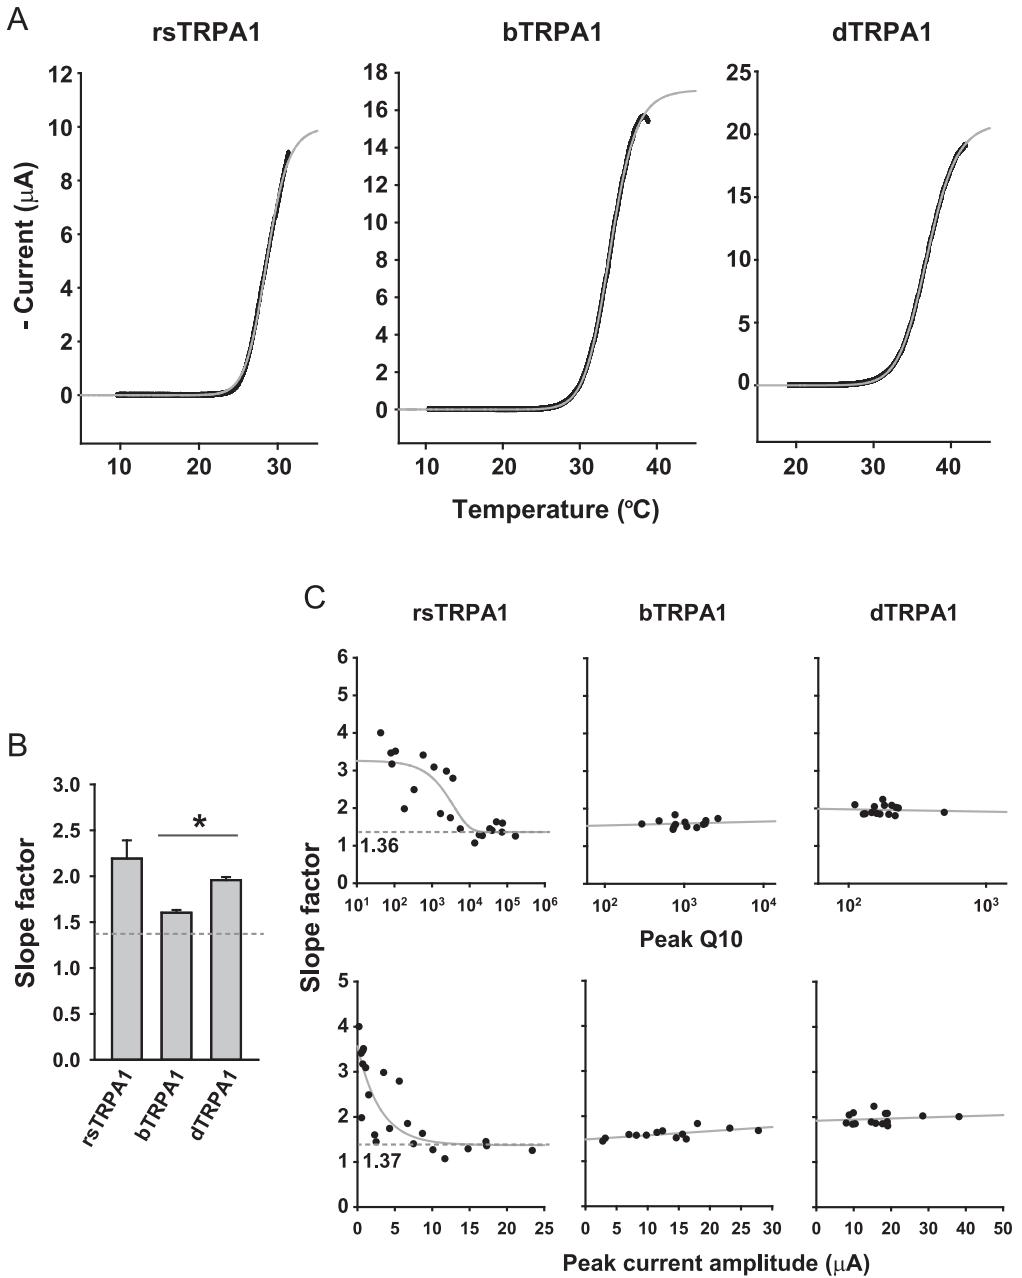 A
rsTRPA1 bTRPA1 dTRPA1
- Current (μA)
12
10
8
6
4
2
0
10 20 30
18
16
14
12
10
8
6
4
2
0
10 20 30 40
25
20
15
10
5
0
20 30 40
Temperature (°C)
B
Slope factor
3.0
2.5
2.0
1.5
1.0
0.5
0.0
*
rsTRPA1 bTRPA1 dTRPA1
C
rsTRPA1 bTRPA1 dTRPA1
Slope factor
6
5
4
3
2
1
0
1.36
10¹ 10² 10³ 10⁴ 10⁵ 10⁶
10² 10³ 10⁴
10² 10³
Peak Q10
5
4
3
2
1
0
1.37
0 5 10 15 20 25
0 5 10 15 20 25 30
0 10 20 30 40 50
Peak current amplitude (μA)